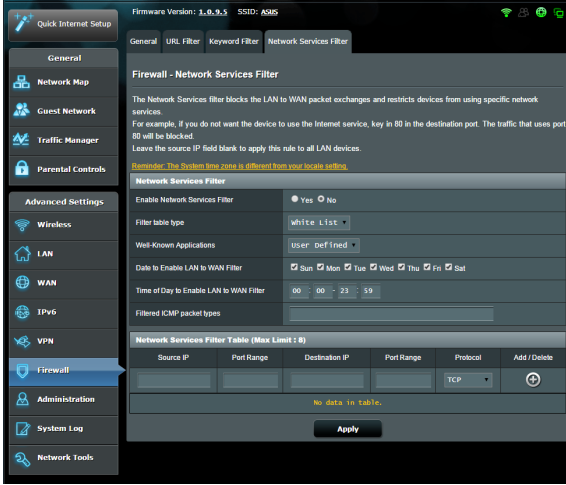 Quick Internet Setup
General
Network Map
Guest Network
Traffic Manager
Parental Controls
Advanced Settings
Wireless
LAN
WAN
IPv6
VPN
Firewall
Administration
System Log
Network Tools
Firmware Version: 1.0.9.5 SSID: ASUS
General URL Filter Keyword Filter Network Services Filter
Firewall - Network Services Filter
The Network Services filter blocks the LAN to WAN packet exchanges and restricts devices from using specific network
services.
For example, if you do not want the device to use the Internet service, key in 80 in the destination port. The traffic that uses port
80 will be blocked.
Leave the source IP field blank to apply this rule to all LAN devices.
Reminder: The System time zone is different from your locale setting.
Network Services Filter
Enable Network Services Filter Yes No
Filter table type White List
Well-Known Applications User Defined
Date to Enable LAN to WAN Filter Sun Mon Tue Wed Thu Fri Sat
Time of Day to Enable LAN to WAN Filter 00 : 00 - 23 : 59
Filtered ICMP packet types
Network Services Filter Table (Max Limit : 8)
Source IP Port Range Destination IP Port Range Protocol Add / Delete
TCP
No data in table.
Apply